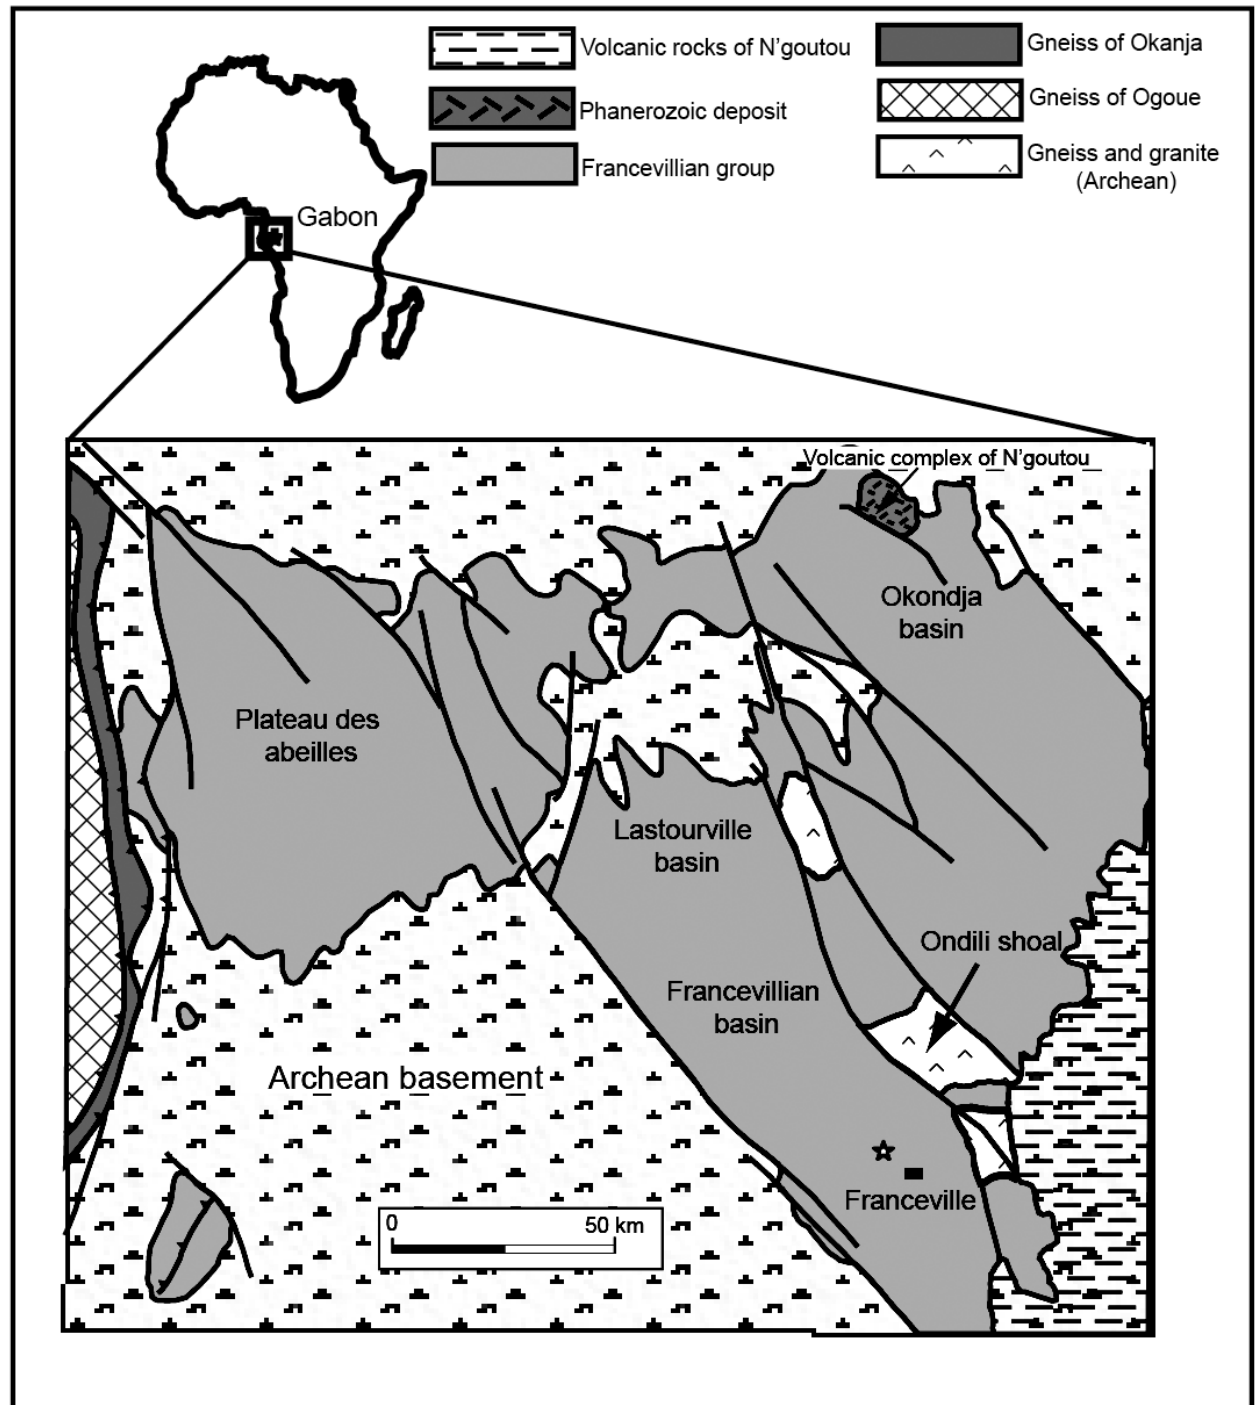 Volcanic rocks of N'goutou
Phanerozoic deposit
Francevillian group
Gneiss of Okanja
Gneiss of Ogoue
Gneiss and granite
(Archean)
Gabon
Volcanic complex of N'goutou
Okondja
basin
Plateau des
abeilles
Lastourville
basin
Ondili shoal
Francevillian
basin
Archean basement
Franceville
0
50 km